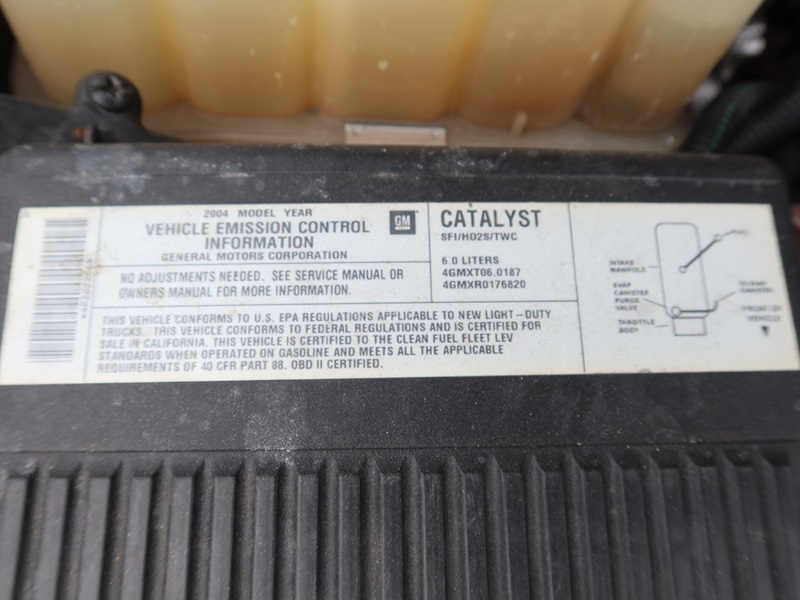 2004 MODEL YEAR
VEHICLE EMISSION CONTROL
INFORMATION
GENERAL MOTORS CORPORATION
GM
NO ADJUSTMENTS NEEDED. SEE SERVICE MANUAL OR
OWNERS MANUAL FOR MORE INFORMATION.
CATALYST
SFI/HO2S/TWC
6.0 LITERS
4GMXT06.0187
4GMXR0176820
THIS VEHICLE CONFORMS TO U.S. EPA REGULATIONS APPLICABLE TO NEW LIGHT-DUTY
TRUCKS. THIS VEHICLE CONFORMS TO FEDERAL REGULATIONS AND IS CERTIFIED FOR
SALE IN CALIFORNIA. THIS VEHICLE IS CERTIFIED TO THE CLEAN FUEL FLEET LEV
STANDARDS WHEN OPERATED ON GASOLINE AND MEETS ALL THE APPLICABLE
REQUIREMENTS OF 40 CFR PART 88. OBD II CERTIFIED.
INTAKE
MANIFOLD
EVAP
CANISTER
PURGE
VALVE
THROTTLE
BODY
CANISTER
VEHICLE